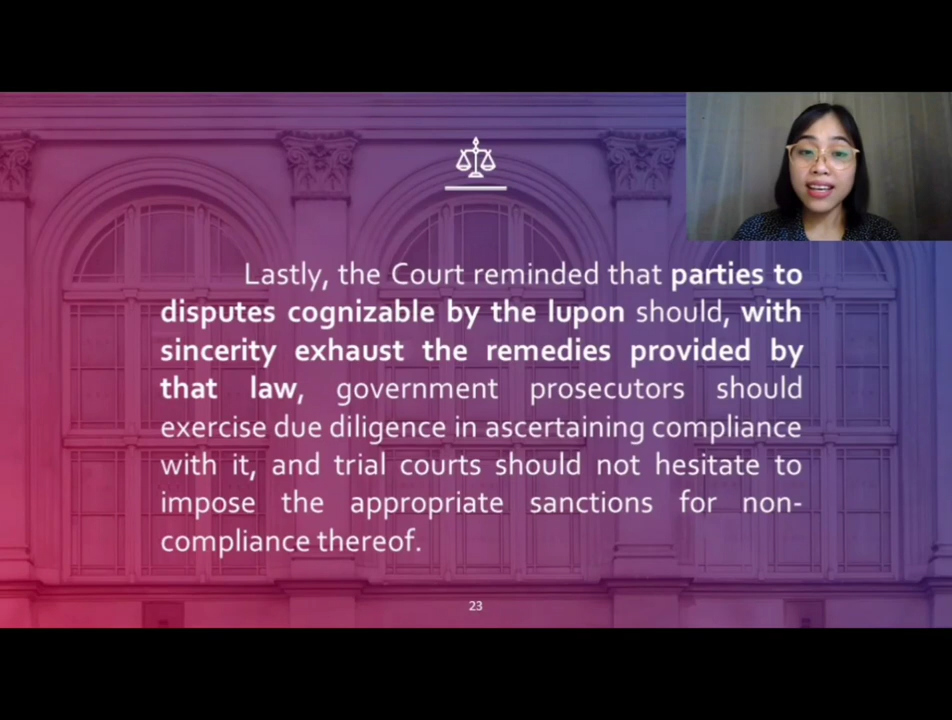 Lastly, the Court reminded that parties to
disputes cognizable by the lupon should, with
sincerity exhaust the remedies provided by
that law, government prosecutors should
exercise due diligence in ascertaining compliance
with it, and trial courts should not hesitate to
impose the appropriate sanctions for non-
compliance thereof.
23